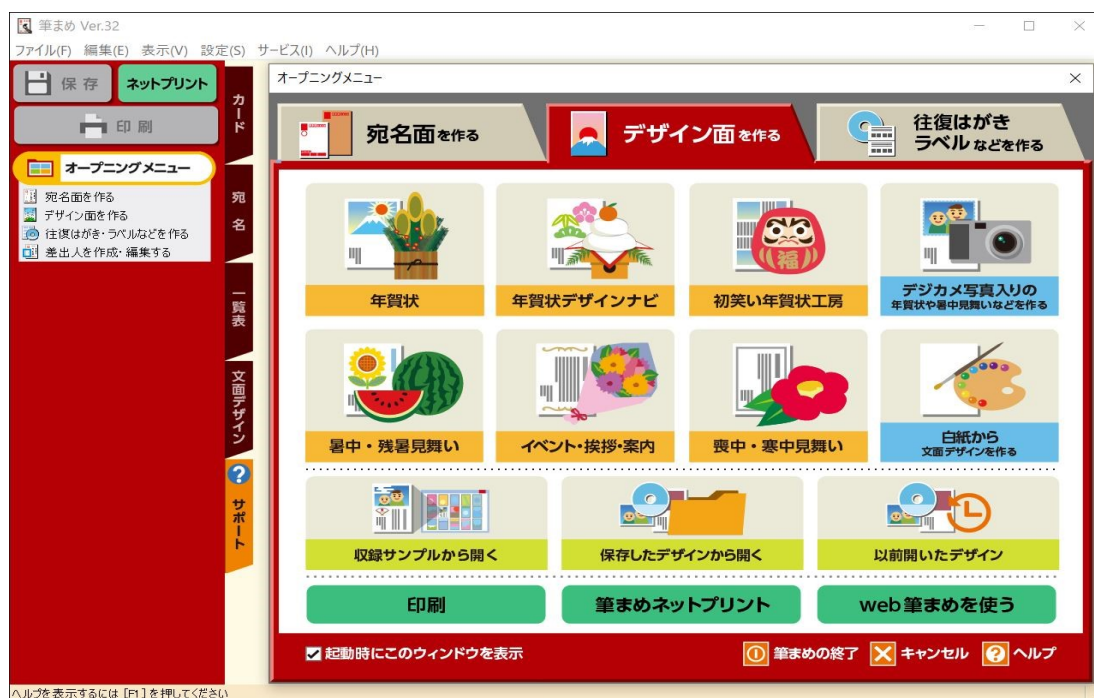 筆まめ Ver.32
ファイル(F) 編集(E) 表示(V) 設定(S) サービス(I) ヘルプ(H)
保存
ネットプリント
印刷
オープニングメニュー
宛名面を作る
デザイン面を作る
往復はがき・ラベルなどを作る
差出人を作成・編集する
カード
宛名
一覧表
文面デザイン
?
サポート
オープニングメニュー
宛名面を作る
デザイン面を作る
往復はがき
ラベルなどを作る
年賀状
年賀状デザインナビ
福
初笑い年賀状工房
デジカメ写真入りの
年賀状や暑中見舞いなどを作る
暑中・残暑見舞い
イベント・挨拶・案内
喪中・寒中見舞い
白紙から
文面デザインを作る
収録サンプルから開く
保存したデザインから開く
以前開いたデザイン
印刷
筆まめネットプリント
web筆まめを使う
起動時にこのウィンドウを表示
筆まめの終了
キャンセル
? ヘルプ
ヘルプを表示するには [F1] を押してください